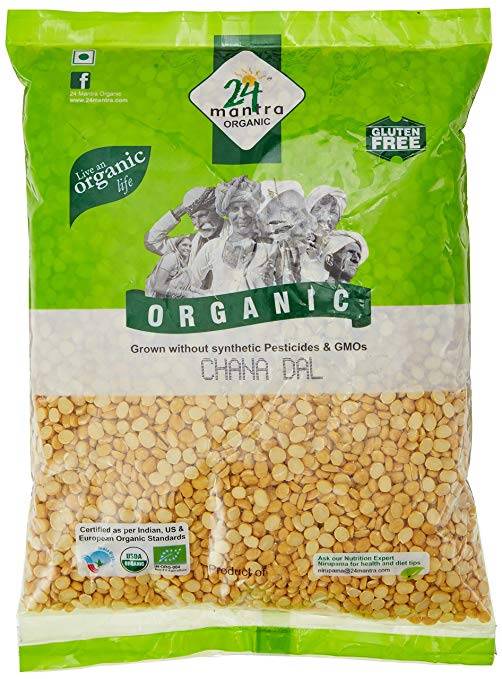 24
mantra
ORGANIC
24 Mantra Organic
www.24mantra.com
GLUTEN
FREE
Live an
organic
life
ORGANIC
Grown without synthetic Pesticides & GMOs
CHANA DAL
Certified as per Indian, US &
European Organic Standards
USDA
ORGANIC
Product of
Ask our Nutrition Expert
Nirupama for health and diet tips
nirupama@24mantra.com